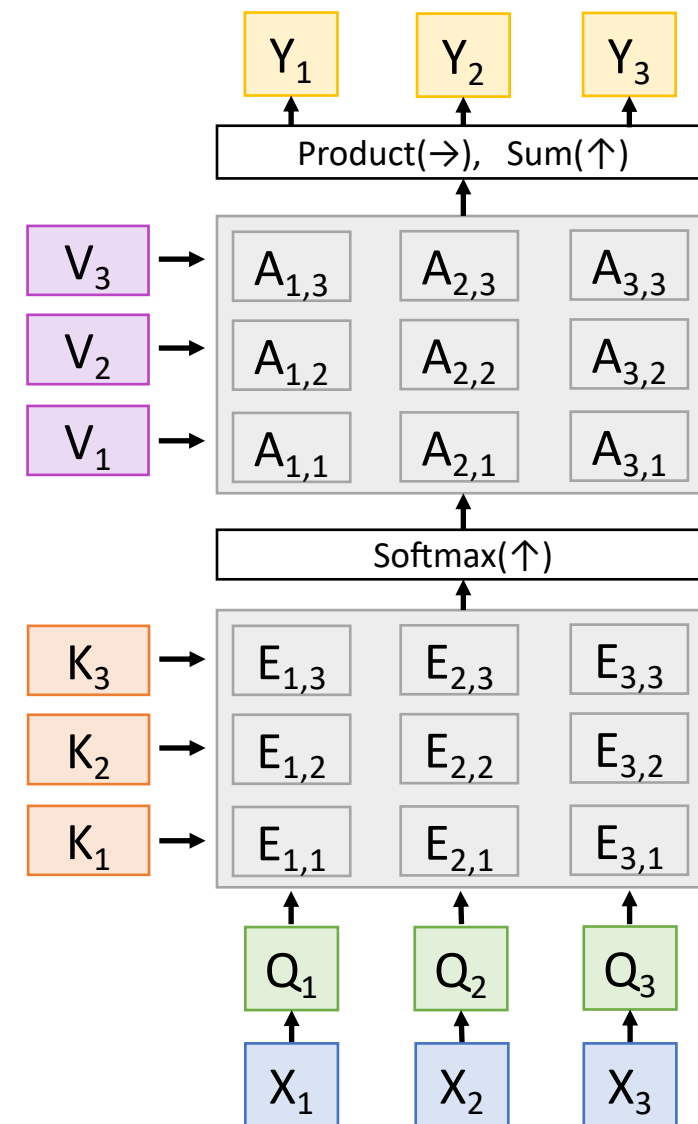 Y₁ Y₂ Y₃
Product(→), Sum(↑)
V₃ A₁,₃ A₂,₃ A₃,₃
V₂ A₁,₂ A₂,₂ A₃,₂
V₁ A₁,₁ A₂,₁ A₃,₁
Softmax(↑)
K₃ E₁,₃ E₂,₃ E₃,₃
K₂ E₁,₂ E₂,₂ E₃,₂
K₁ E₁,₁ E₂,₁ E₃,₁
Q₁ Q₂ Q₃
X₁ X₂ X₃